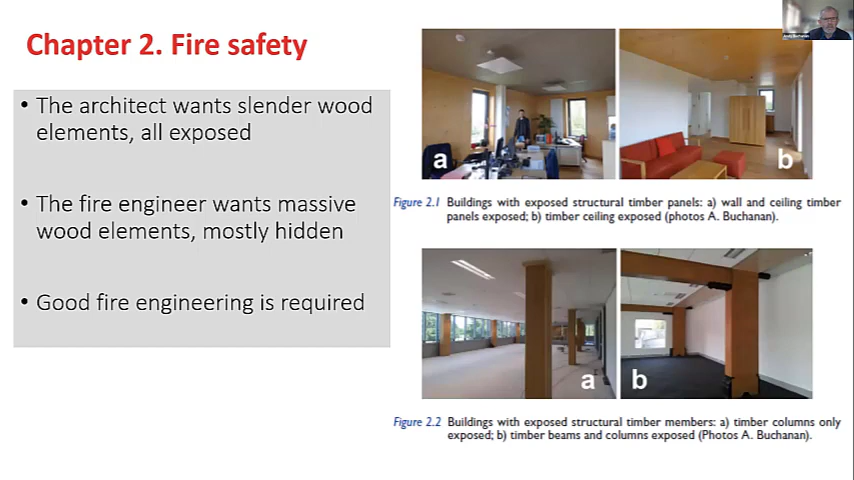 Chapter 2. Fire safety
• The architect wants slender wood
elements, all exposed
• The fire engineer wants massive
wood elements, mostly hidden
• Good fire engineering is required
a
b
Figure 2.1 Buildings with exposed structural timber panels: a) wall and ceiling timber
panels exposed; b) timber ceiling exposed (photos A. Buchanan).
a
b
Figure 2.2 Buildings with exposed structural timber members: a) timber columns only
exposed; b) timber beams and columns exposed (Photos A. Buchanan).